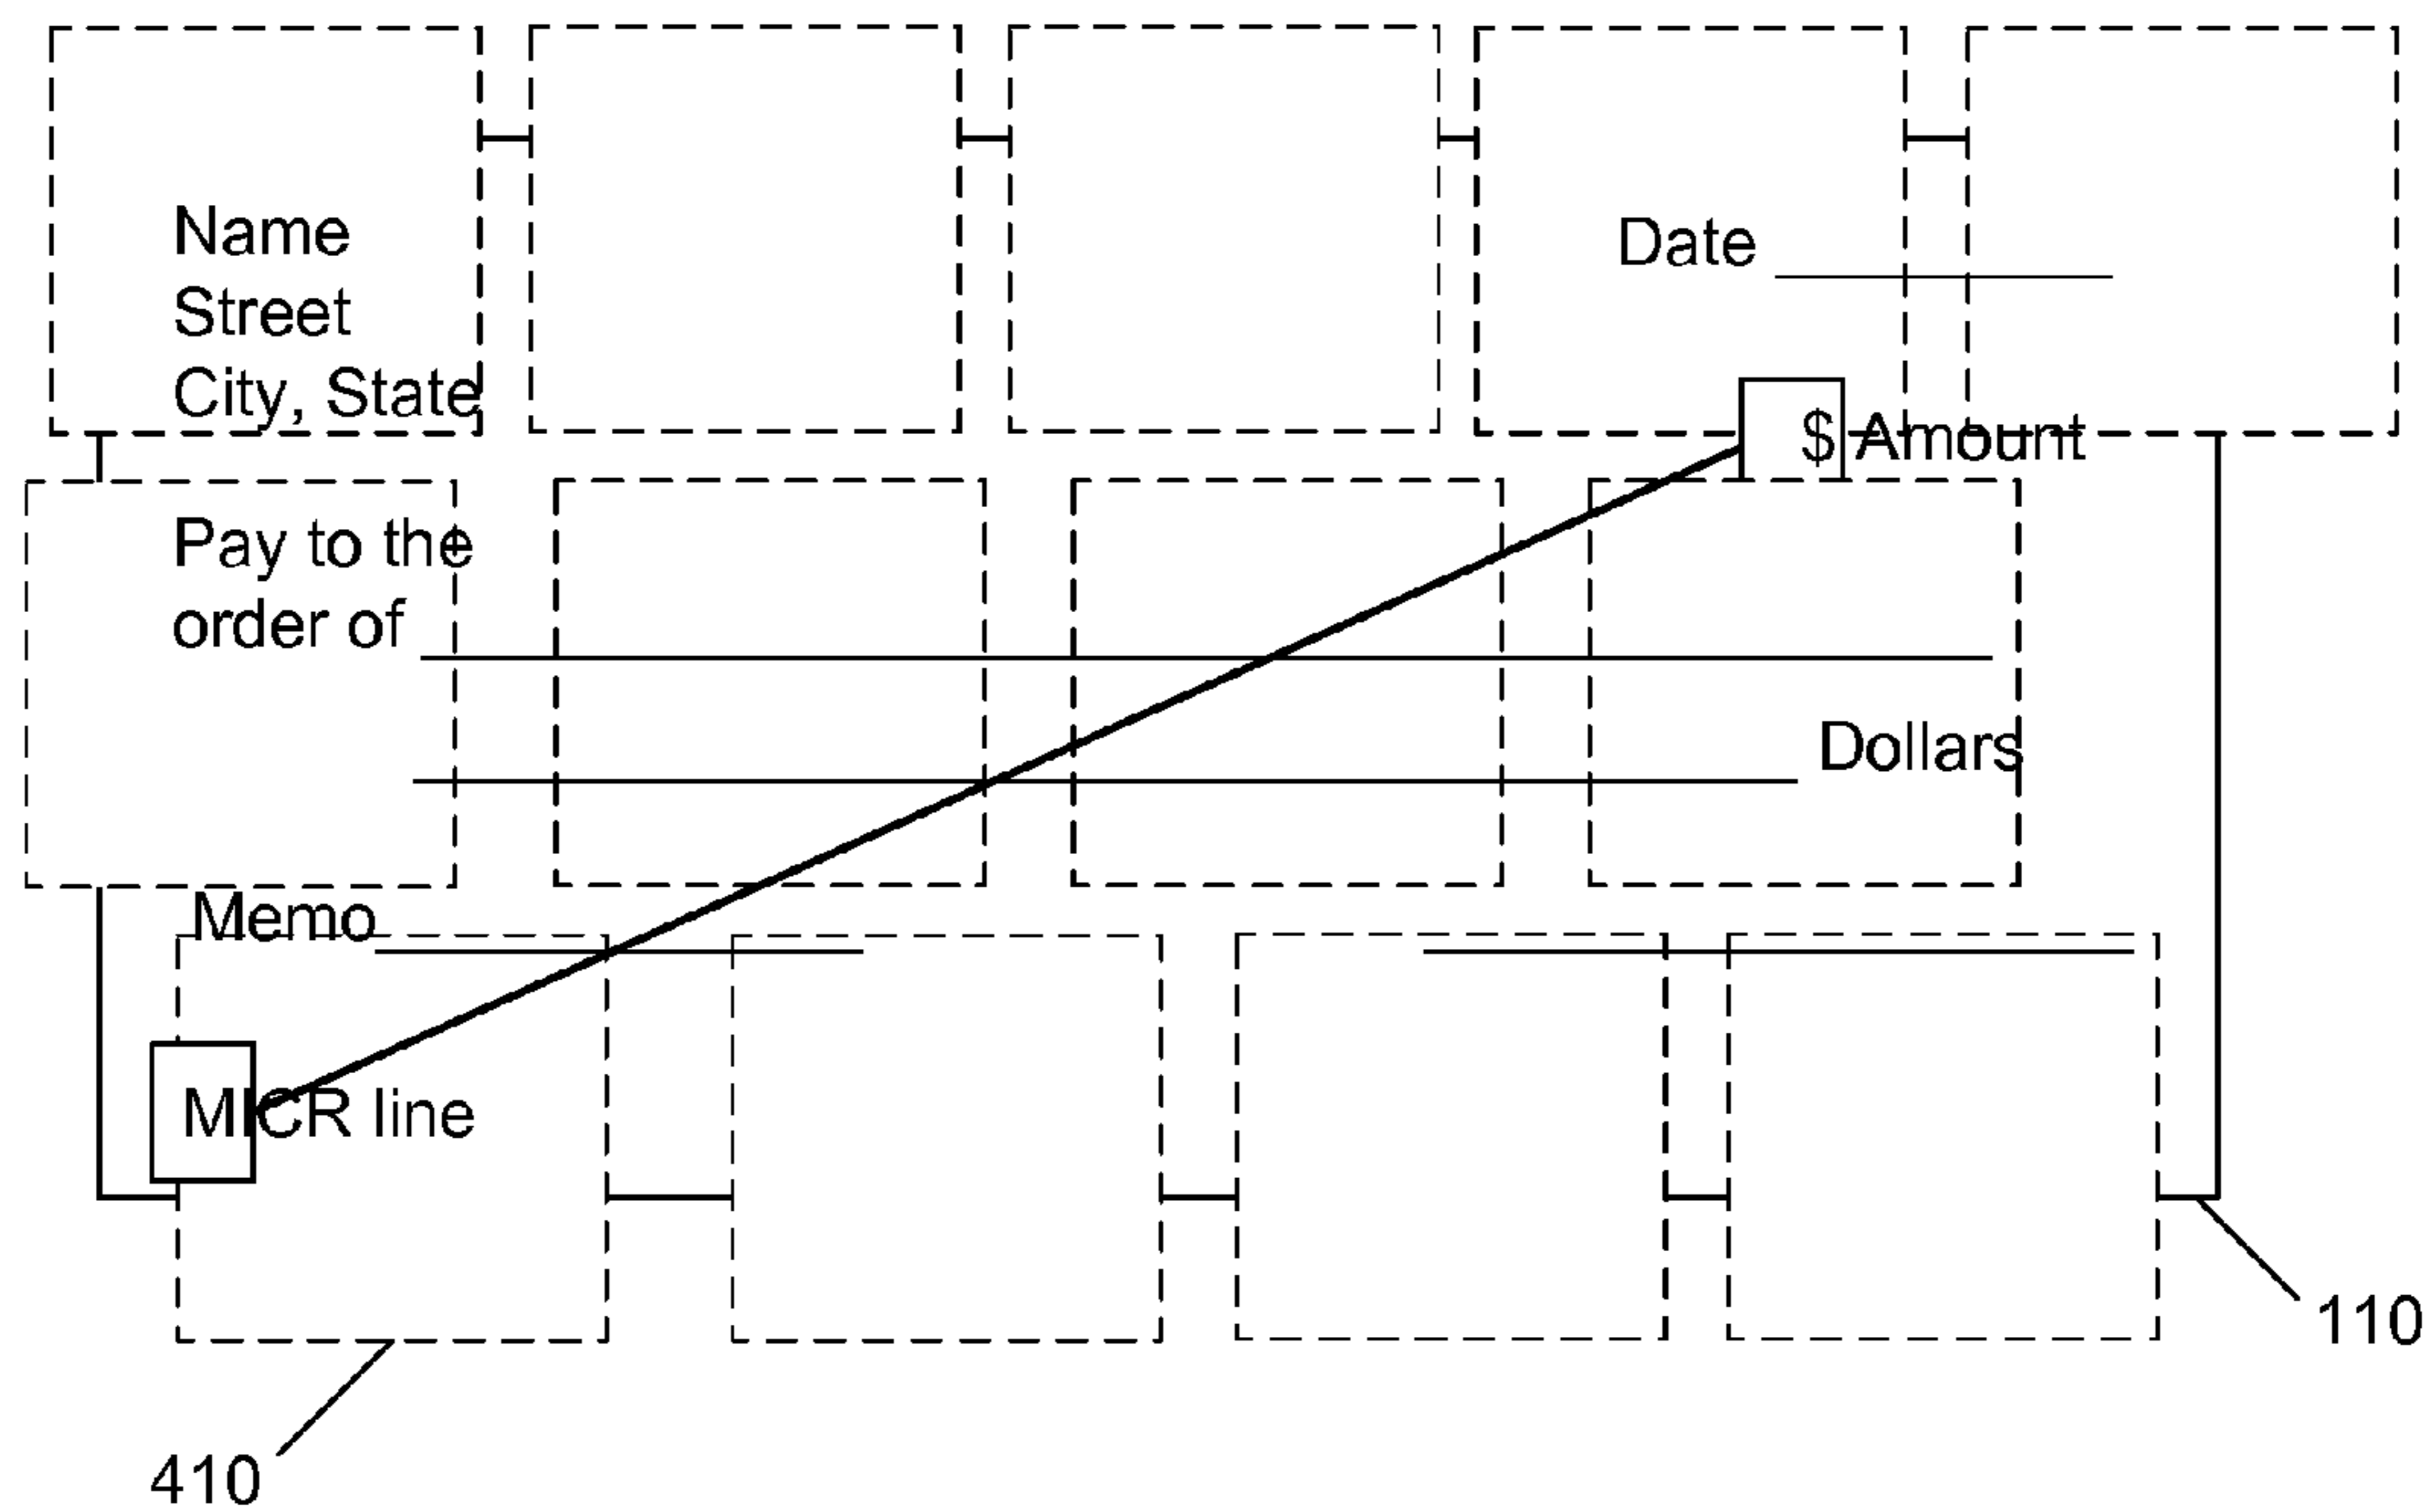 Name
Street
City, State
Date
$ Amount
Pay to the
order of
Dollars
Memo
MICR line
110
410